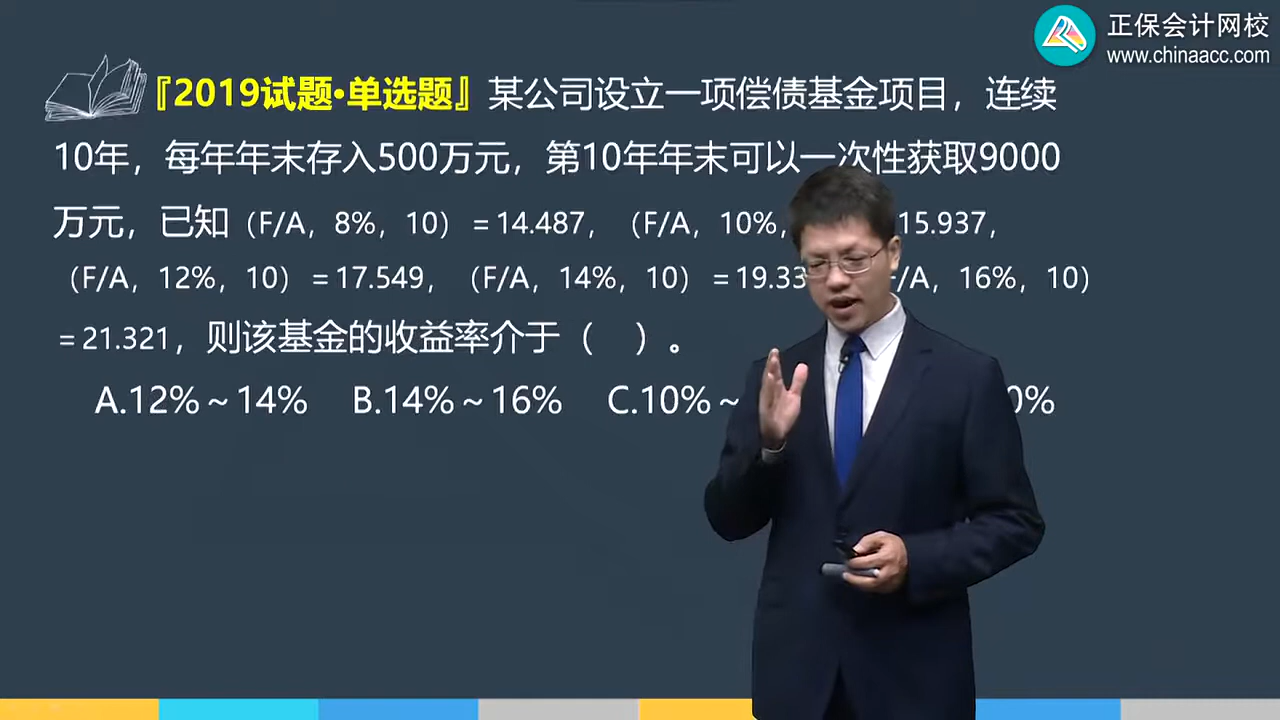 正保会计网校
www.chinaacc.com
『2019试题·单选题』某公司设立一项偿债基金项目，连续
10年，每年年末存入500万元，第10年年末可以一次性获取9000
万元，已知（F/A，8%，10）＝14.487，（F/A，10%， 15.937，
（F/A，12%，10）＝17.549，（F/A，14%，10）＝19.33 /A，16%，10）
＝21.321，则该基金的收益率介于（ ）。
A.12%～14% B.14%～16% C.10%～ 0%